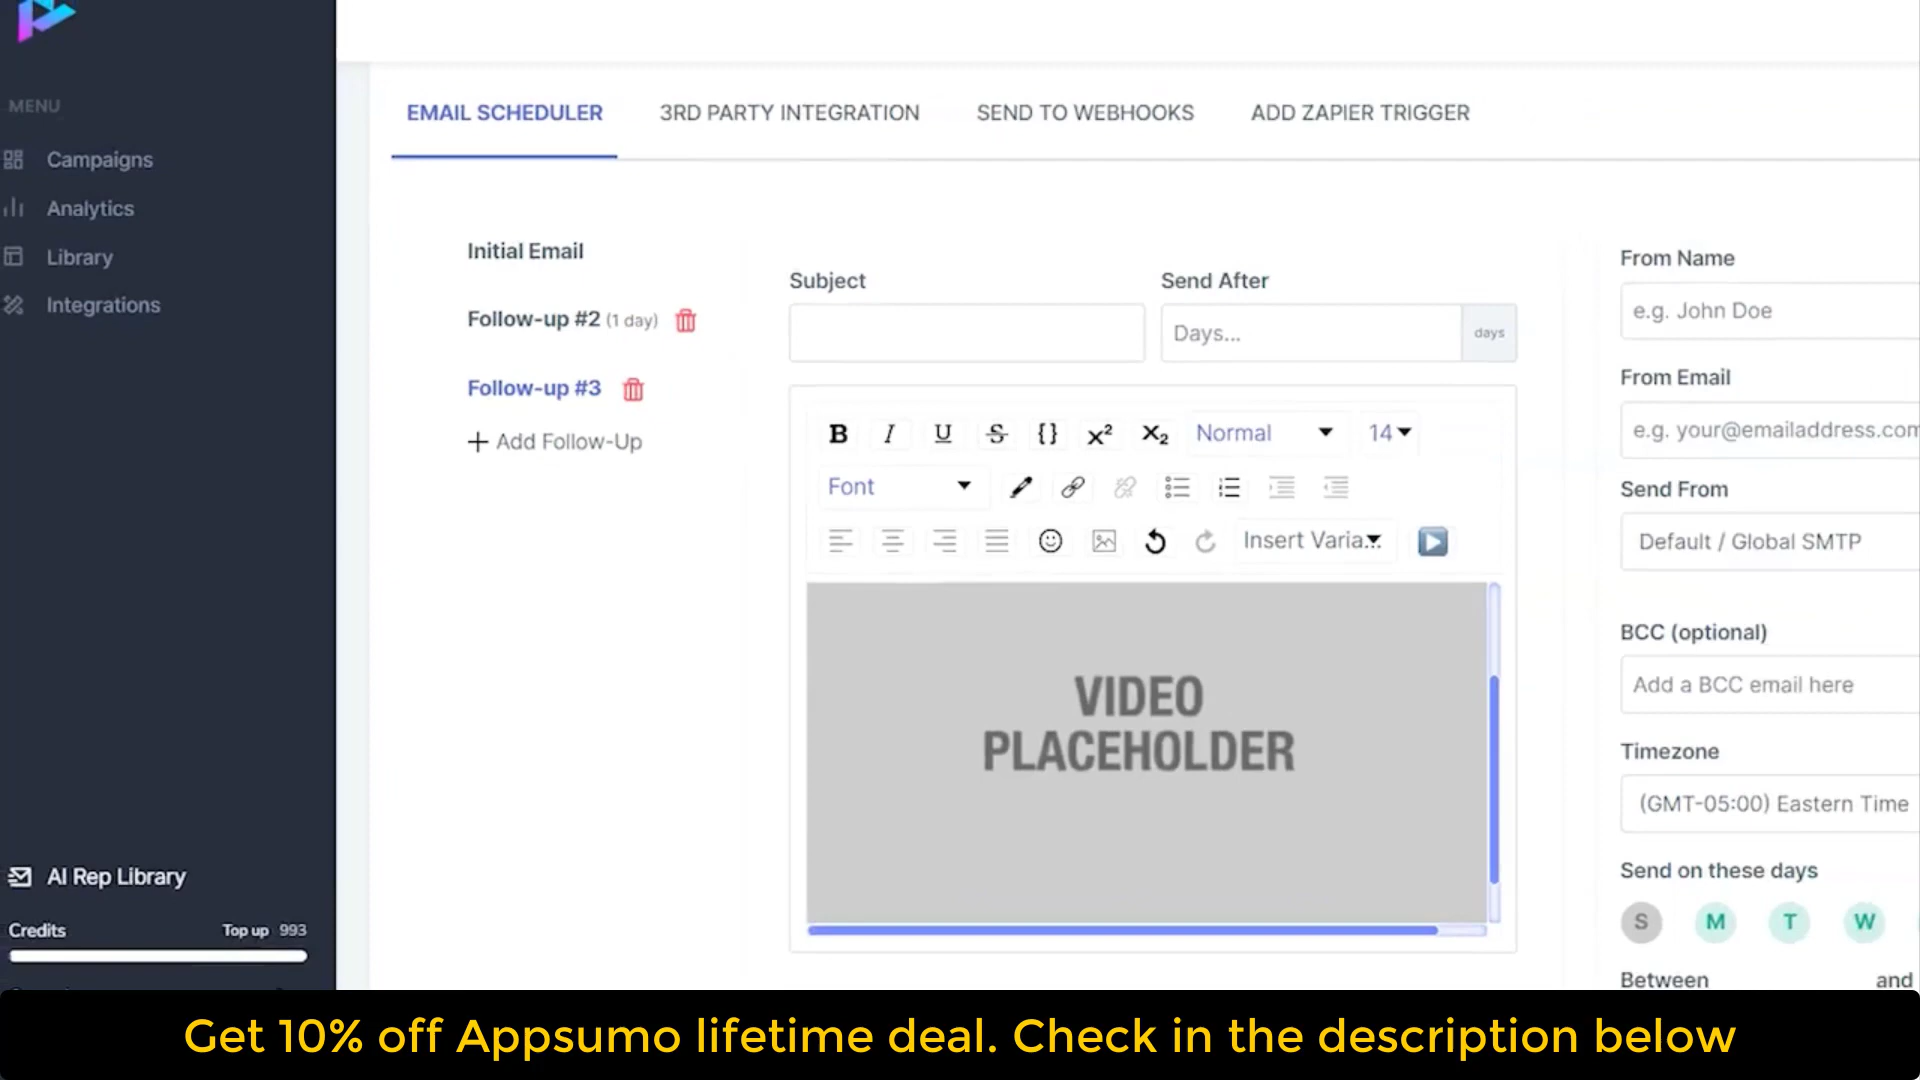 MENU
Campaigns
Analytics
Library
Integrations
AI Rep Library
Credits Top up 993
EMAIL SCHEDULER 3RD PARTY INTEGRATION SEND TO WEBHOOKS ADD ZAPIER TRIGGER
Initial Email
Follow-up #2 (1 day)
Follow-up #3
Add Follow-Up
Subject Send After
Days... days
B I U S {} x² x₂ Normal 14
Font
Insert Varia...
VIDEO
PLACEHOLDER
From Name
e.g. John Doe
From Email
e.g. your@emailaddress.com
Send From
Default / Global SMTP
BCC (optional)
Add a BCC email here
Timezone
(GMT-05:00) Eastern Time
Send on these days
S M T W
Between and
Get 10% off Appsumo lifetime deal. Check in the description below